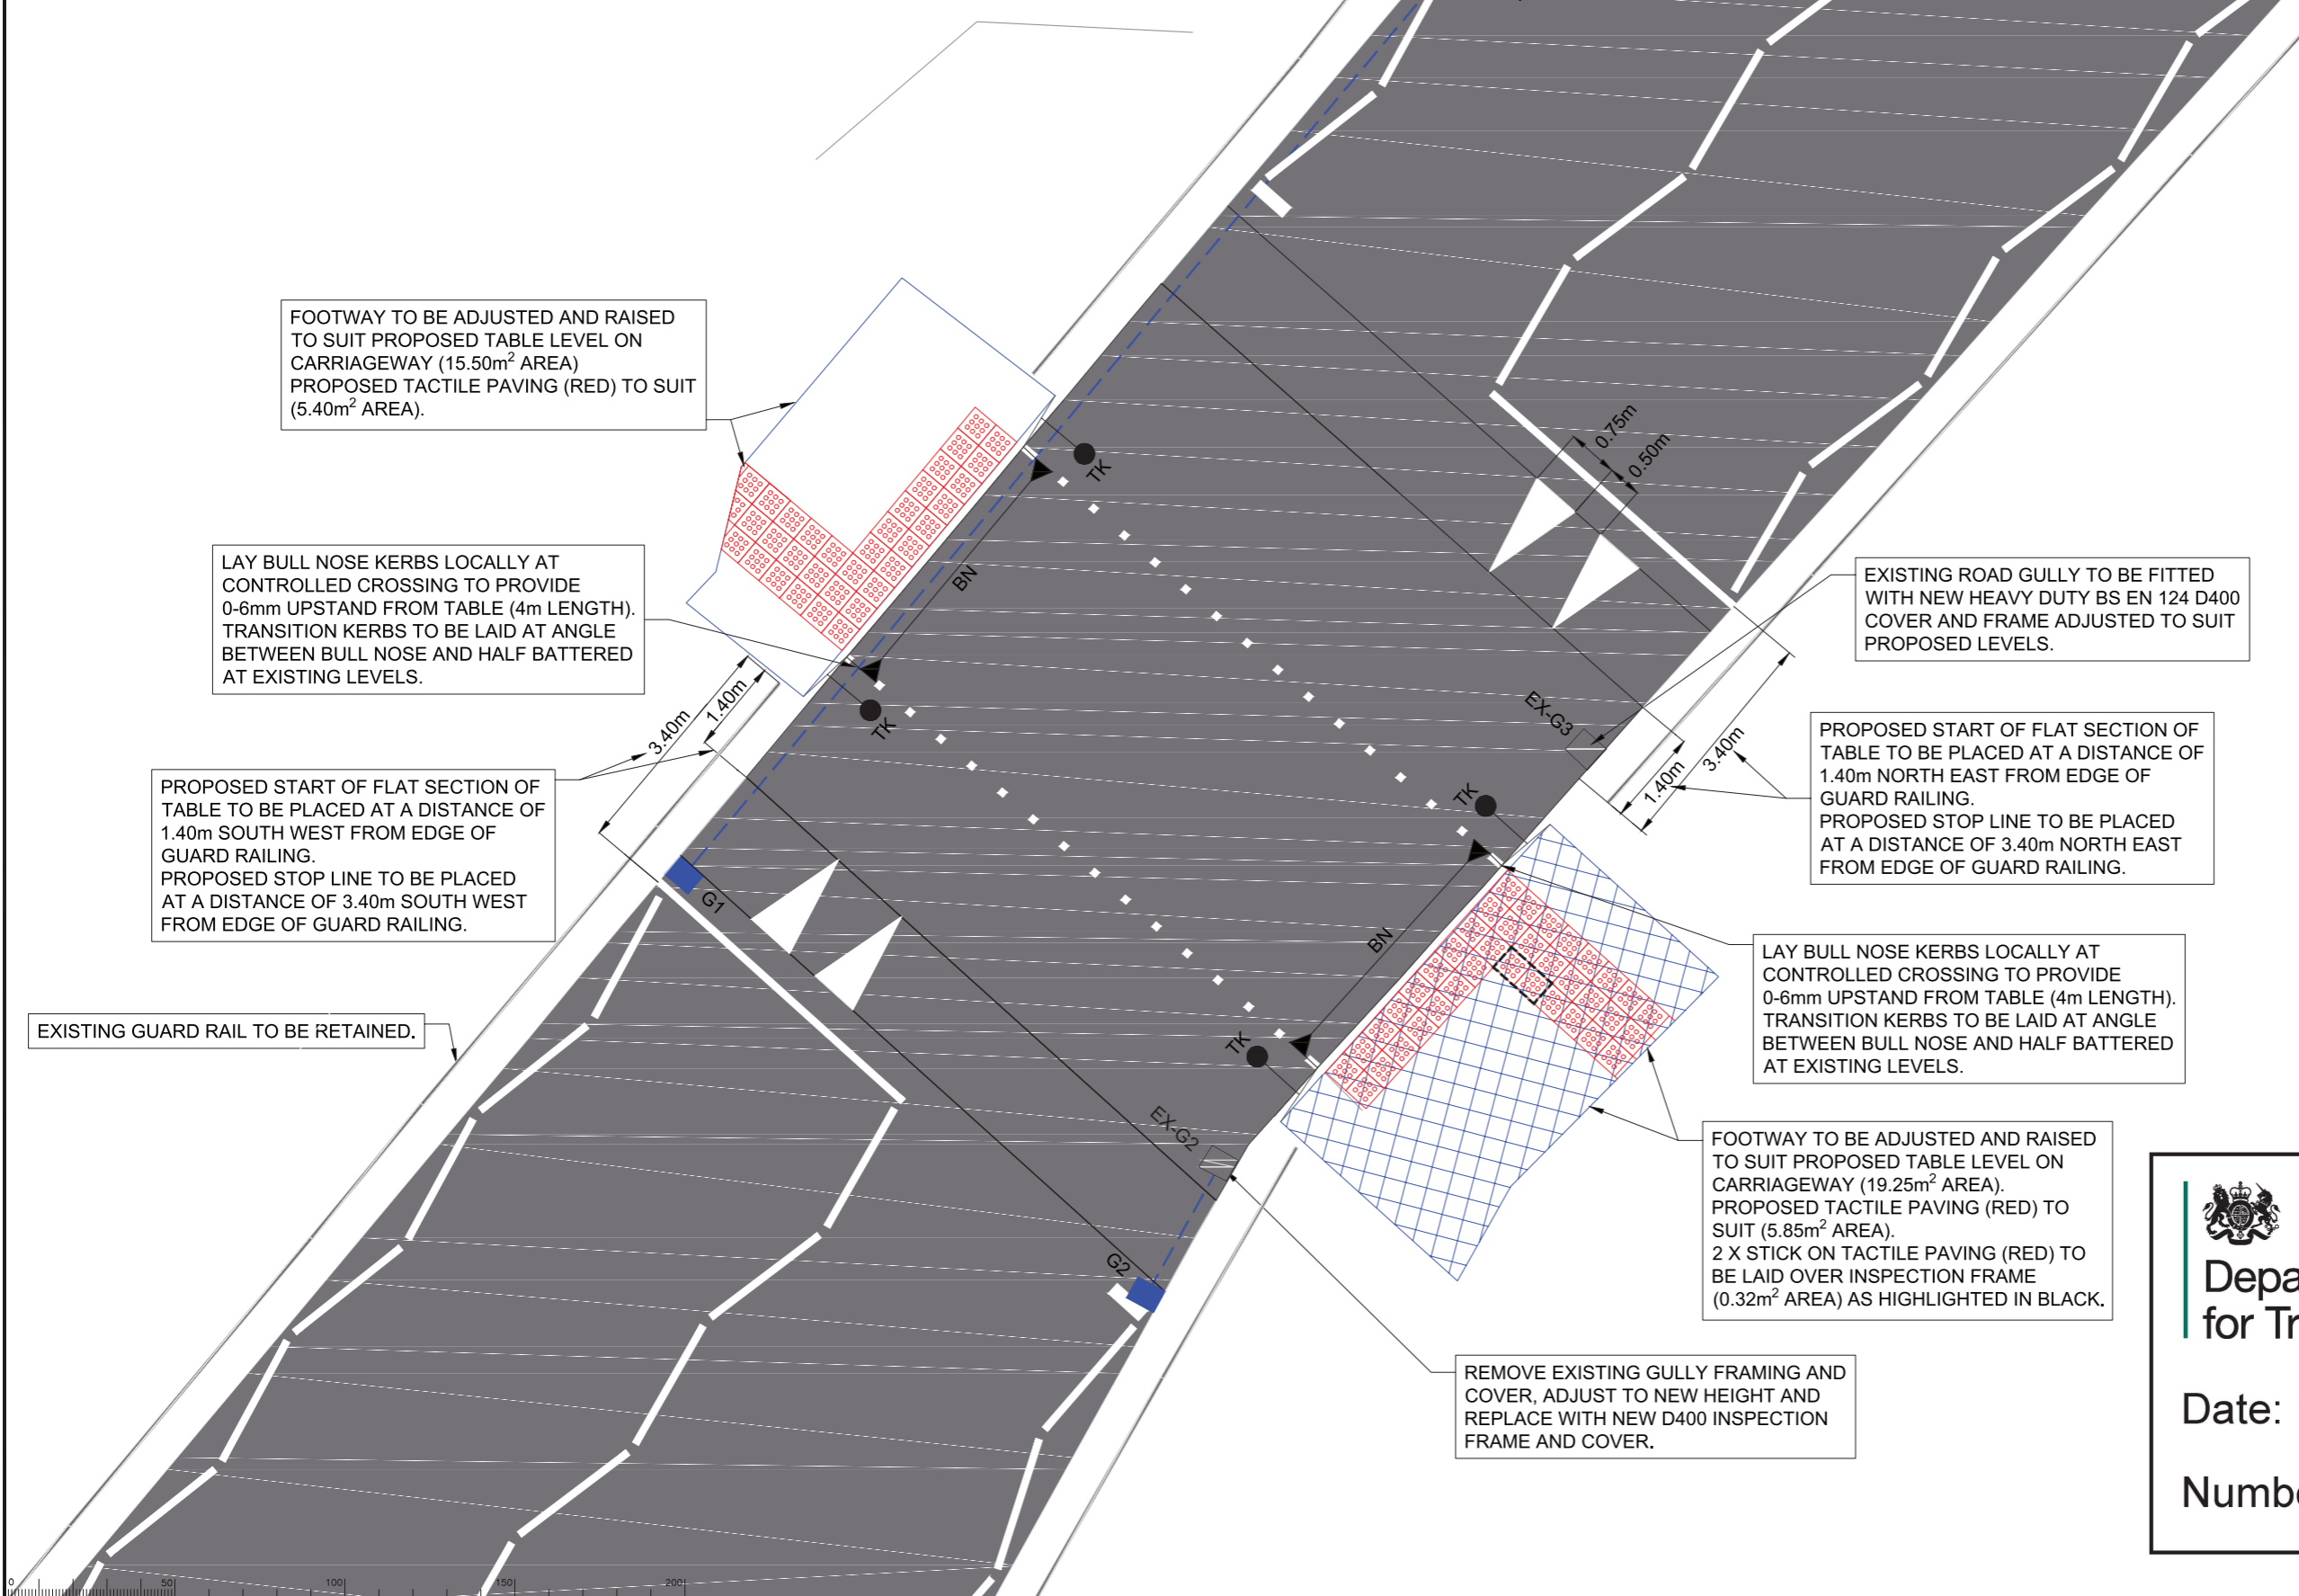 FOOTWAY TO BE ADJUSTED AND RAISED
TO SUIT PROPOSED TABLE LEVEL ON
CARRIAGEWAY (15.50m² AREA)
PROPOSED TACTILE PAVING (RED) TO SUIT
(5.40m² AREA).
LAY BULL NOSE KERBS LOCALLY AT
CONTROLLED CROSSING TO PROVIDE
0-6mm UPSTAND FROM TABLE (4m LENGTH).
TRANSITION KERBS TO BE LAID AT ANGLE
BETWEEN BULL NOSE AND HALF BATTERED
AT EXISTING LEVELS.
3.40m
1.40m
PROPOSED START OF FLAT SECTION OF
TABLE TO BE PLACED AT A DISTANCE OF
1.40m SOUTH WEST FROM EDGE OF
GUARD RAILING.
PROPOSED STOP LINE TO BE PLACED
AT A DISTANCE OF 3.40m SOUTH WEST
FROM EDGE OF GUARD RAILING.
EXISTING GUARD RAIL TO BE RETAINED.
TK
BN
TK
G1
0.75m
0.50m
EX-G3
TK
BN
TK
EX-G2
G2
1.40m
3.40m
EXISTING ROAD GULLY TO BE FITTED
WITH NEW HEAVY DUTY BS EN 124 D400
COVER AND FRAME ADJUSTED TO SUIT
PROPOSED LEVELS.
PROPOSED START OF FLAT SECTION OF
TABLE TO BE PLACED AT A DISTANCE OF
1.40m NORTH EAST FROM EDGE OF
GUARD RAILING.
PROPOSED STOP LINE TO BE PLACED
AT A DISTANCE OF 3.40m NORTH EAST
FROM EDGE OF GUARD RAILING.
LAY BULL NOSE KERBS LOCALLY AT
CONTROLLED CROSSING TO PROVIDE
0-6mm UPSTAND FROM TABLE (4m LENGTH).
TRANSITION KERBS TO BE LAID AT ANGLE
BETWEEN BULL NOSE AND HALF BATTERED
AT EXISTING LEVELS.
FOOTWAY TO BE ADJUSTED AND RAISED
TO SUIT PROPOSED TABLE LEVEL ON
CARRIAGEWAY (19.25m² AREA).
PROPOSED TACTILE PAVING (RED) TO
SUIT (5.85m² AREA).
2 X STICK ON TACTILE PAVING (RED) TO
BE LAID OVER INSPECTION FRAME
(0.32m² AREA) AS HIGHLIGHTED IN BLACK.
REMOVE EXISTING GULLY FRAMING AND
COVER, ADJUST TO NEW HEIGHT AND
REPLACE WITH NEW D400 INSPECTION
FRAME AND COVER.
Depa
for Tr
Date:
Numbe
0 50 100 150 200